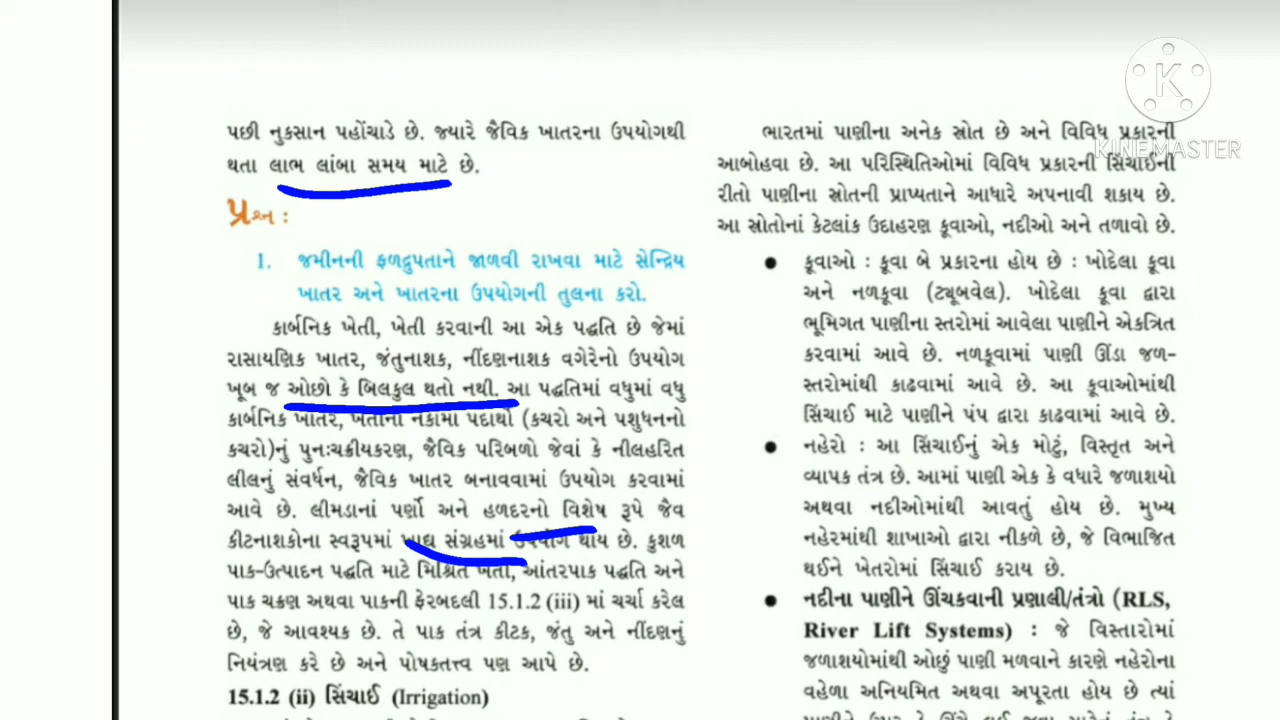 પછી નુકસાન પહોંચાડે છે. જ્યારે જૈવિક ખાતરના ઉપયોગથી
થતા લાભ લાંબા સમય માટે છે.
પ્રશ્ન :
1. જમીનની ફળદ્રુપતાને જાળવી રાખવા માટે સેન્દ્રિય
ખાતર અને ખાતરના ઉપયોગની તુલના કરો.
કાર્બનિક ખેતી, ખેતી કરવાની આ એક પદ્ધતિ છે જેમાં
રાસાયણિક ખાતર, જંતુનાશક, નીંદણનાશક વગેરેનો ઉપયોગ
ખૂબ જ ઓછો કે બિલકુલ થતો નથી. આ પદ્ધતિમાં વધુમાં વધુ
કાર્બનિક ખાતર, ખેતીના નકામા પદાર્થો (કચરો અને પશુધનનો
કચરો)નું પુનઃચક્રીયકરણ, જૈવિક પરિબળો જેવાં કે નીલહરિત
લીલનું સંવર્ધન, જૈવિક ખાતર બનાવવામાં ઉપયોગ કરવામાં
આવે છે. લીમડાનાં પર્ણો અને હળદરનો વિશેષ રૂપે જૈવ
કીટનાશકોના સ્વરૂપમાં ખાદ્ય સંગ્રહમાં ઉપયોગ થાય છે. કુશળ
પાક-ઉત્પાદન પદ્ધતિ માટે મિશ્રિત ખેતી, આંતરપાક પદ્ધતિ અને
પાક ચક્રણ અથવા પાકની ફેરબદલી 15.1.2 (iii) માં ચર્ચા કરેલ
છે, જે આવશ્યક છે. તે પાક તંત્ર કીટક, જંતુ અને નીંદણનું
નિયંત્રણ કરે છે અને પોષકતત્ત્વ પણ આપે છે.
15.1.2 (ii) સિંચાઈ (Irrigation)
ભારતમાં પાણીના અનેક સ્રોત છે અને વિવિધ પ્રકારની
આબોહવા છે. આ પરિસ્થિતિઓમાં વિવિધ પ્રકારની સિંચાઈની
રીતો પાણીના સ્રોતની પ્રાપ્યતાને આધારે અપનાવી શકાય છે.
આ સ્રોતોનાં કેટલાંક ઉદાહરણ કૂવાઓ, નદીઓ અને તળાવો છે.
● કૂવાઓ : કૂવા બે પ્રકારના હોય છે : ખોદેલા કૂવા
અને નળકૂવા (ટ્યૂબવેલ). ખોદેલા કૂવા દ્વારા
ભૂમિગત પાણીના સ્તરોમાં આવેલા પાણીને એકત્રિત
કરવામાં આવે છે. નળકૂવામાં પાણી ઊંડા જળ-
સ્તરોમાંથી કાઢવામાં આવે છે. આ કૂવાઓમાંથી
સિંચાઈ માટે પાણીને પંપ દ્વારા કાઢવામાં આવે છે.
● નહેરો : આ સિંચાઈનું એક મોટું, વિસ્તૃત અને
વ્યાપક તંત્ર છે. આમાં પાણી એક કે વધારે જળાશયો
અથવા નદીઓમાંથી આવતું હોય છે. મુખ્ય
નહેરમાંથી શાખાઓ દ્વારા નીકળે છે, જે વિભાજિત
થઈને ખેતરોમાં સિંચાઈ કરાય છે.
● નદીના પાણીને ઊંચકવાની પ્રણાલી/તંત્રો (RLS,
River Lift Systems) : જે વિસ્તારોમાં
જળાશયોમાંથી ઓછું પાણી મળવાને કારણે નહેરોના
વહેળા અનિયમિત અથવા અપૂરતા હોય છે ત્યાં
K
KINEMASTER